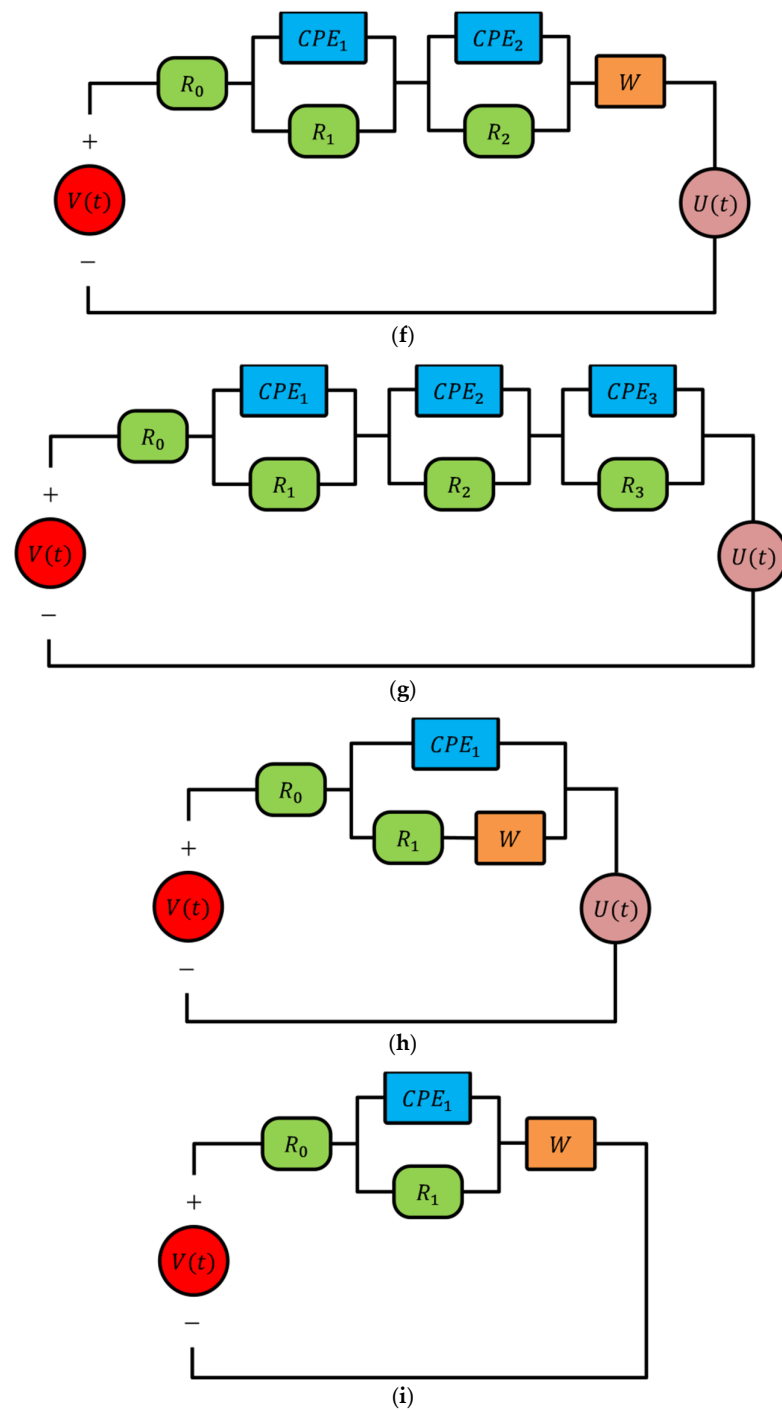 CPE₁ CPE₂
R₀ W
R₁ R₂
+
V(t) U(t)
−
(f)
CPE₁ CPE₂ CPE₃
R₀
R₁ R₂ R₃
+
V(t) U(t)
−
(g)
CPE₁
R₀
R₁ W
+
V(t) U(t)
−
(h)
CPE₁
R₀ W
R₁
+
V(t)
−
(i)